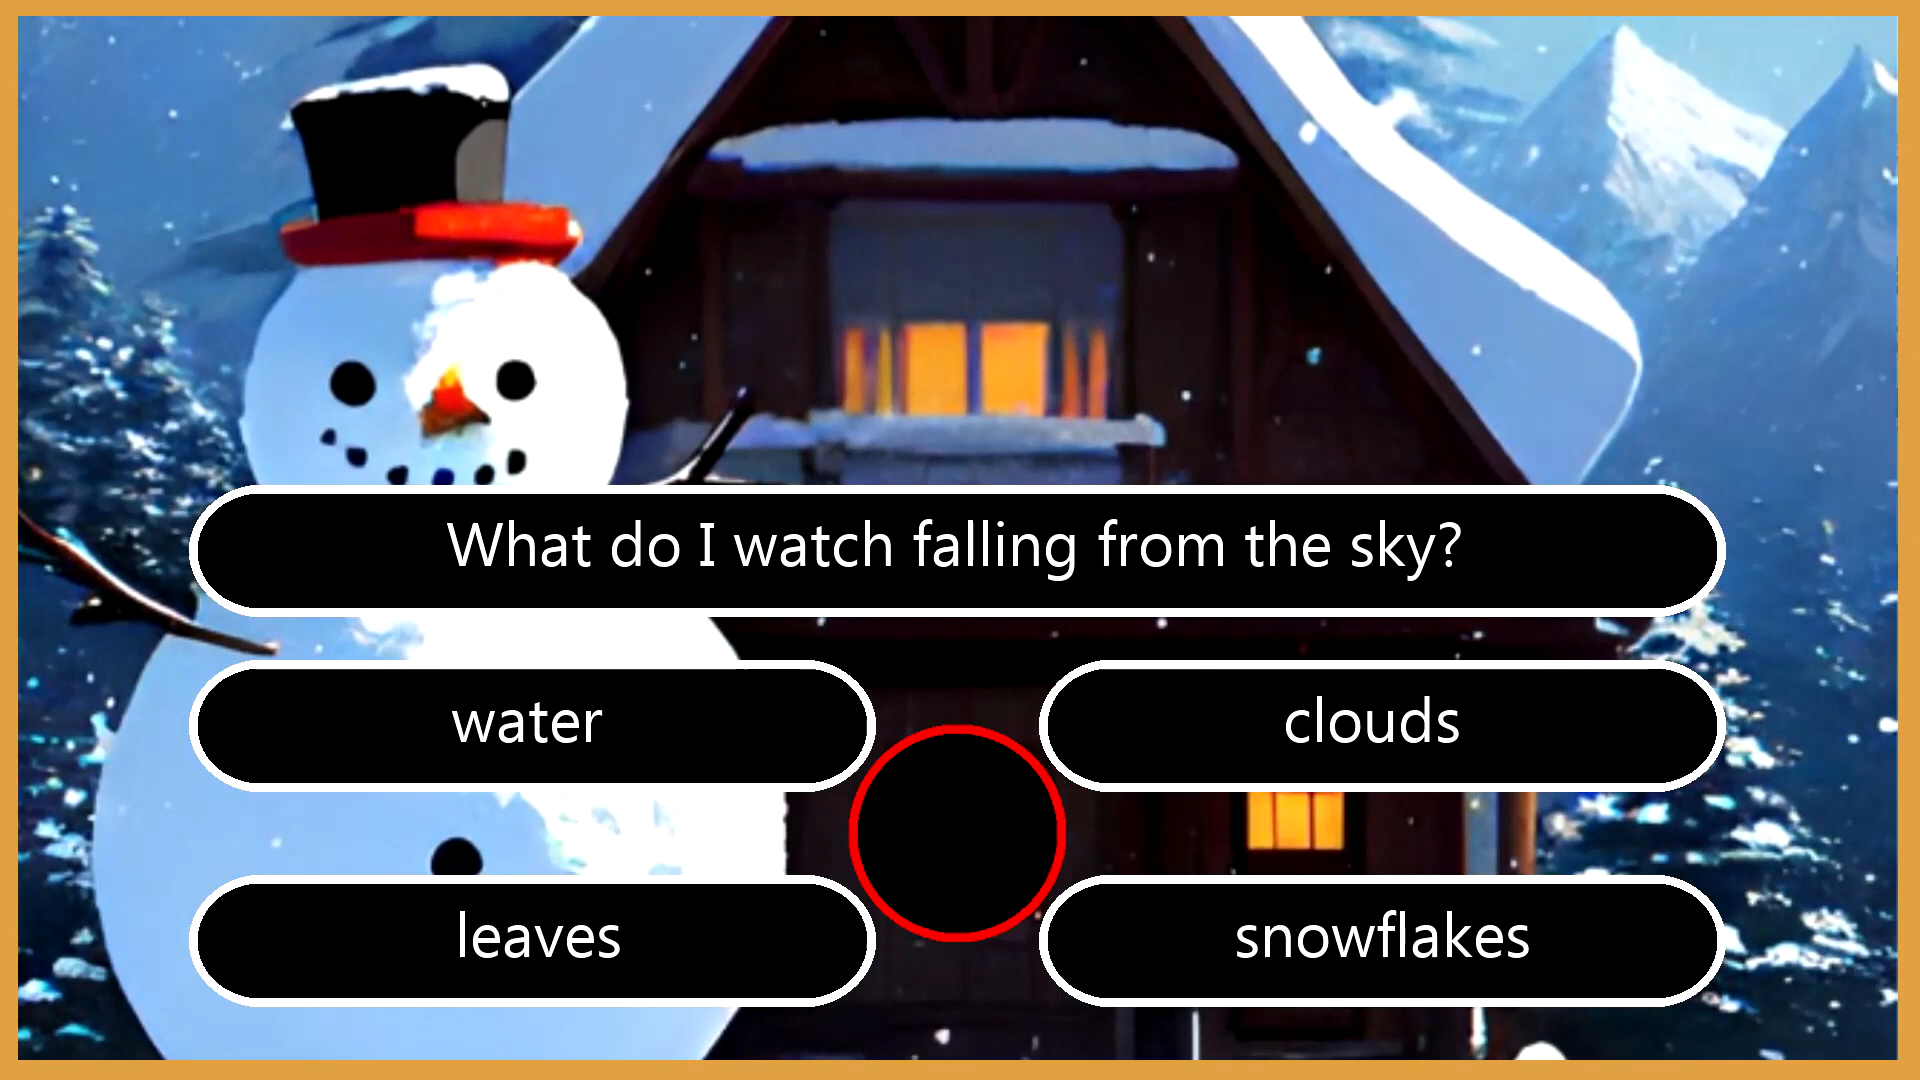 What do I watch falling from the sky?
water
clouds
leaves
snowflakes